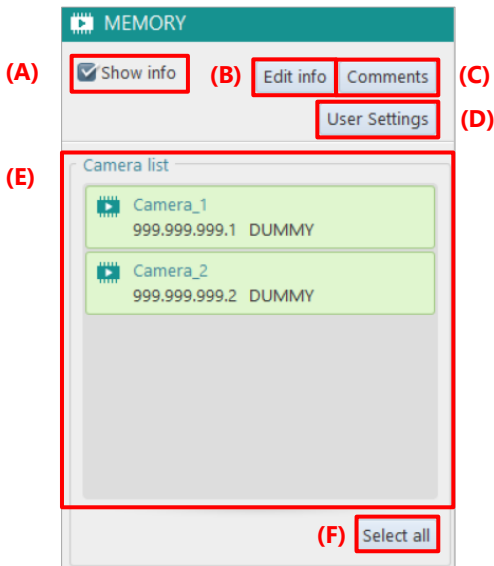 MEMORY
(A) Show info (B) Edit info Comments (C)
User Settings (D)
(E) Camera list
Camera_1
999.999.999.1 DUMMY
Camera_2
999.999.999.2 DUMMY
(F) Select all